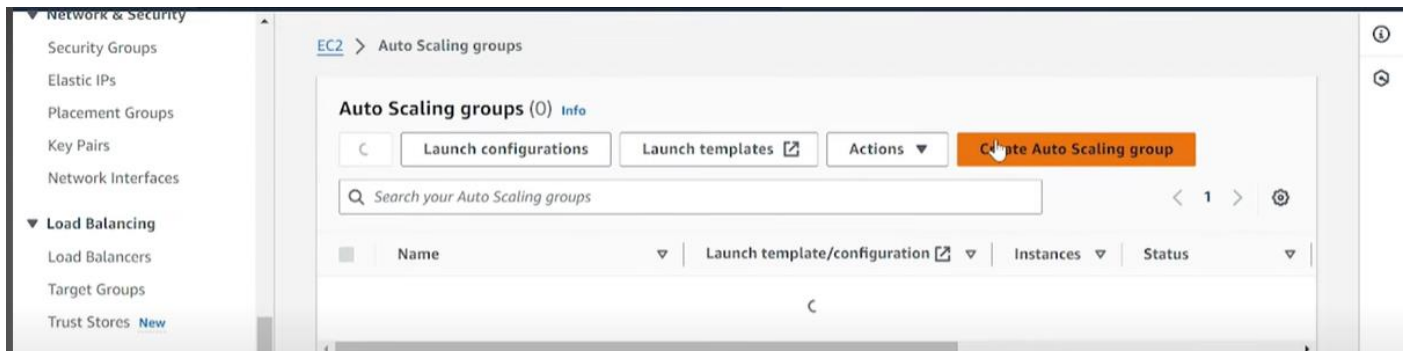 Network & Security
Security Groups
Elastic IPs
Placement Groups
Key Pairs
Network Interfaces
Load Balancing
Load Balancers
Target Groups
Trust Stores New
EC2 > Auto Scaling groups
Auto Scaling groups (0) Info
Launch configurations Launch templates Actions Create Auto Scaling group
Search your Auto Scaling groups
1
Name Launch template/configuration Instances Status